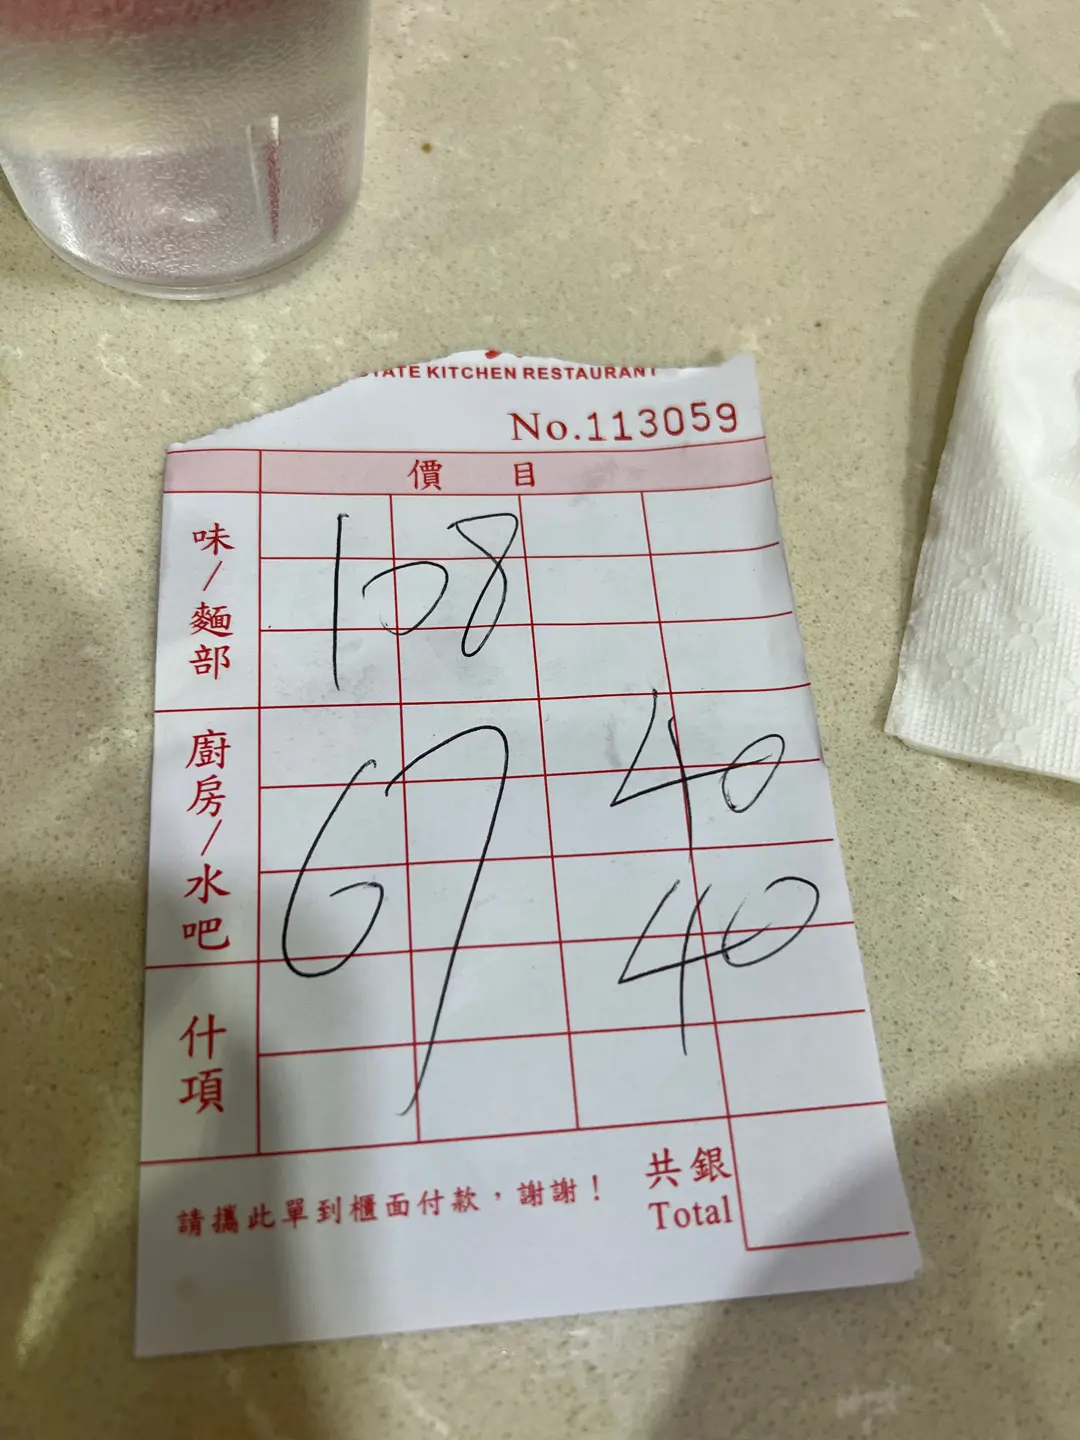 TATE KITCHEN RESTAURANT
No.113059
價 目
味/麵部
108
廚房/水吧
67 40
40
什項
請攜此單到櫃面付款，謝謝！
共銀
Total